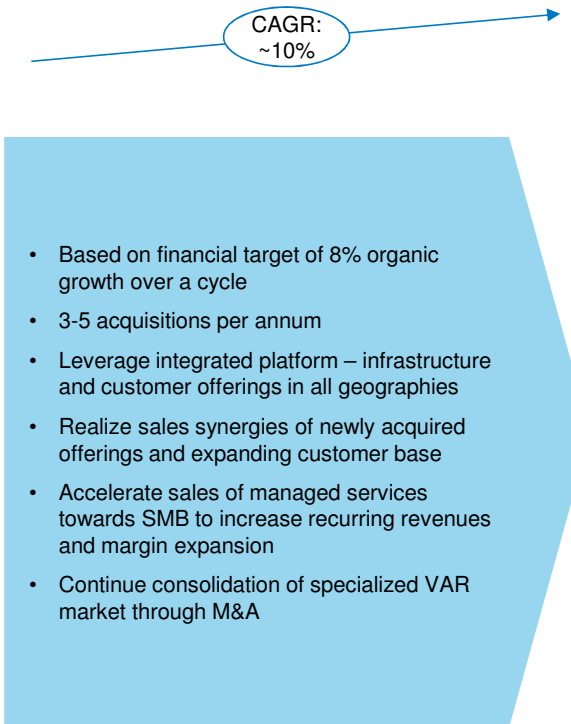 CAGR:
~10%
• Based on financial target of 8% organic
growth over a cycle
• 3-5 acquisitions per annum
• Leverage integrated platform – infrastructure
and customer offerings in all geographies
• Realize sales synergies of newly acquired
offerings and expanding customer base
• Accelerate sales of managed services
towards SMB to increase recurring revenues
and margin expansion
• Continue consolidation of specialized VAR
market through M&A